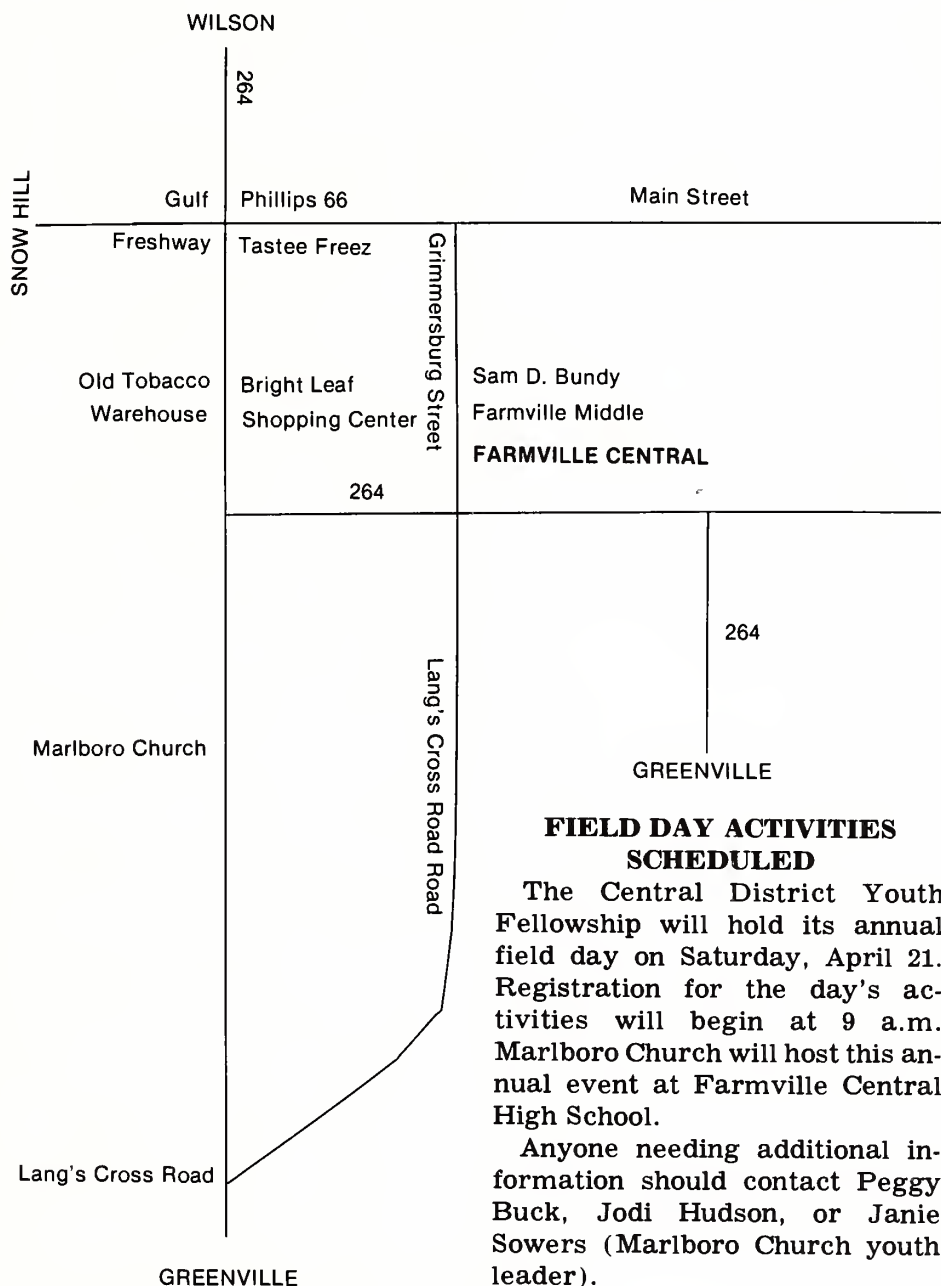 WILSON
264
SNOW HILL
Gulf
Phillips 66
Main Street
Freshway
Tastee Freez
Grimmersburg Street
Old Tobacco
Warehouse
Bright Leaf
Shopping Center
Sam D. Bundy
Farmville Middle
FARMVILLE CENTRAL
264
264
Lang's Cross Road Road
Marlboro Church
GREENVILLE
Lang's Cross Road
GREENVILLE
FIELD DAY ACTIVITIES
SCHEDULED
The Central District Youth
Fellowship will hold its annual
field day on Saturday, April 21.
Registration for the day's ac-
tivities will begin at 9 a.m.
Marlboro Church will host this an-
nual event at Farmville Central
High School.
Anyone needing additional in-
formation should contact Peggy
Buck, Jodi Hudson, or Janie
Sowers (Marlboro Church youth
leader).